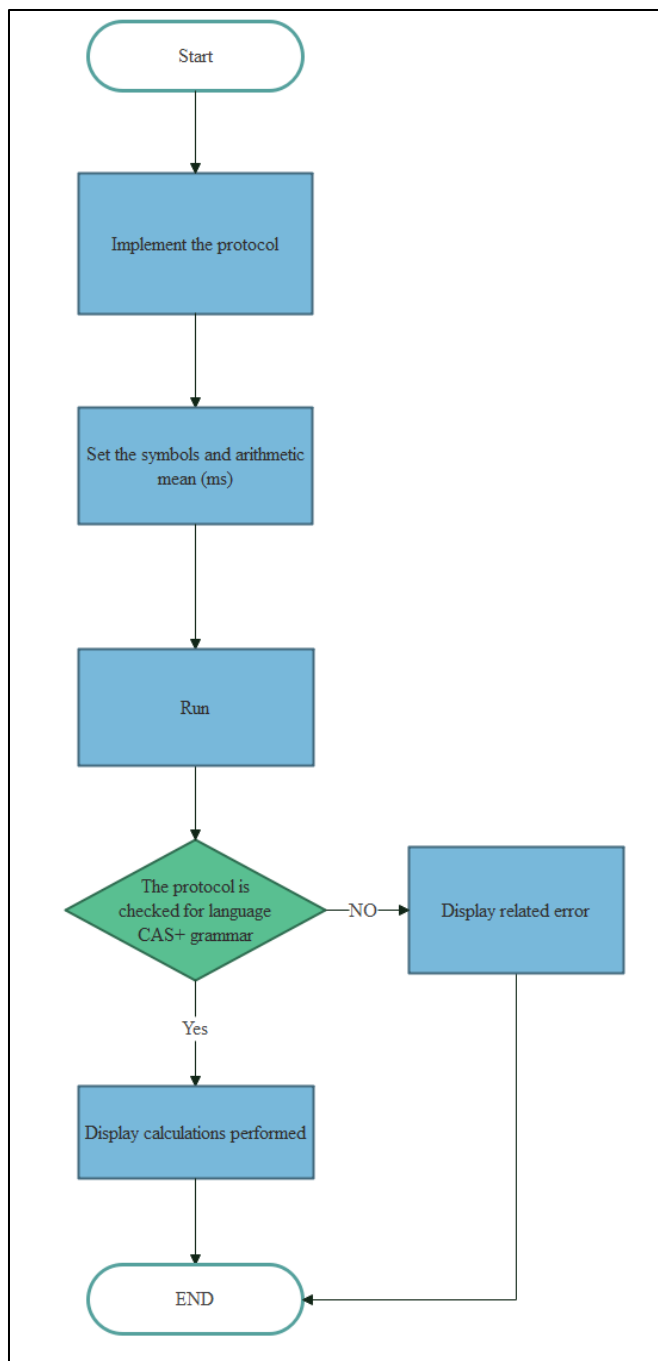 Start
Implement the protocol
Set the symbols and arithmetic
mean (ms)
Run
The protocol is
checked for language
CAS+ grammar
NO
Display related error
Yes
Display calculations performed
END